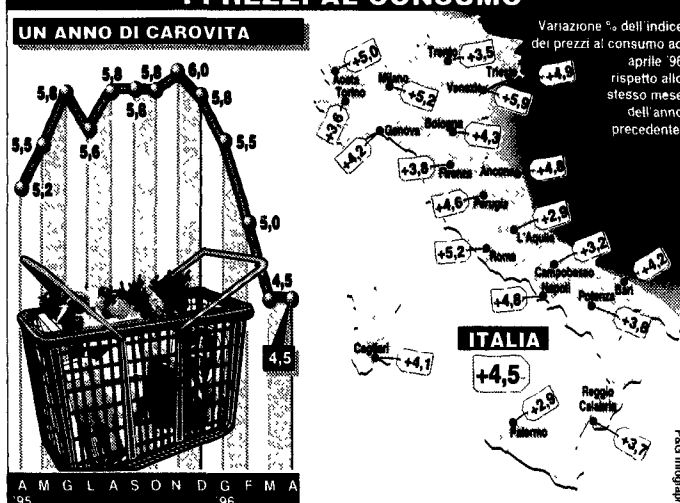 I PREZZI AL CONSUMO
UN ANNO DI CAROVITA
5,2
5,5
5,8
5,6
5,8
5,8
5,8
6,0
5,8
5,5
5,0
4,5
4,5
A M G L A S O N D G F M A
'95 '96
Variazione % dell'indice
dei prezzi al consumo ad
aprile '96
rispetto allo
stesso mese
dell'anno
precedente
Aosta +5,0
Torino +3,6
Milano +5,2
Trento +3,5
Trieste +4,9
Venezia +5,9
Genova +4,2
Bologna +4,3
Firenze +3,8
Ancona +4,8
Perugia +4,6
L'Aquila +2,9
Roma +5,2
Campobasso +3,2
Napoli +4,8
Bari +4,2
Potenza +3,8
Cagliari +4,1
ITALIA
+4,5
Palermo +2,9
Reggio
Calabria +3,7